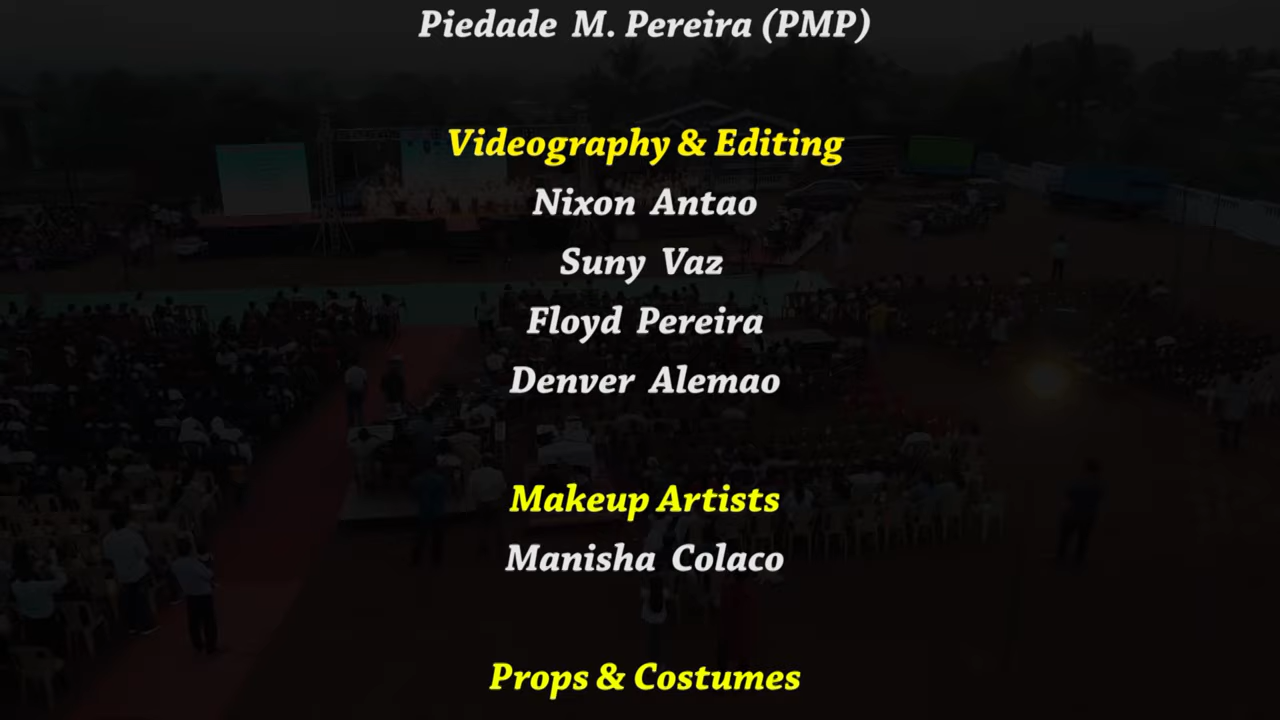 Piedade M. Pereira (PMP)
Videography & Editing
Nixon Antao
Suny Vaz
Floyd Pereira
Denver Alemao
Makeup Artists
Manisha Colaco
Props & Costumes